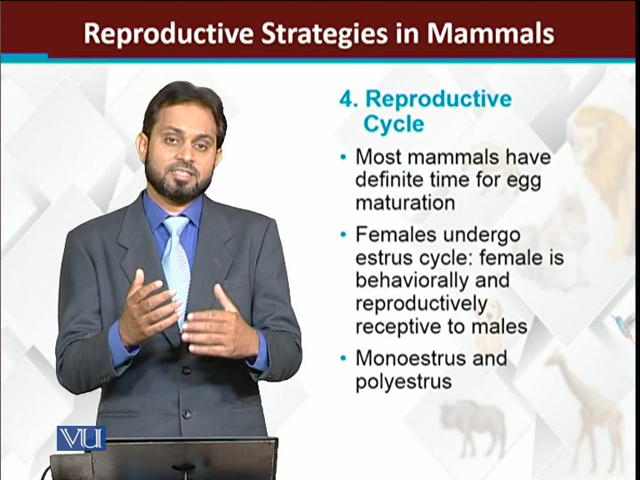 Reproductive Strategies in Mammals
4. Reproductive
Cycle
• Most mammals have
definite time for egg
maturation
• Females undergo
estrus cycle: female is
behaviorally and
reproductively
receptive to males
• Monoestrus and
polyestrus
VU